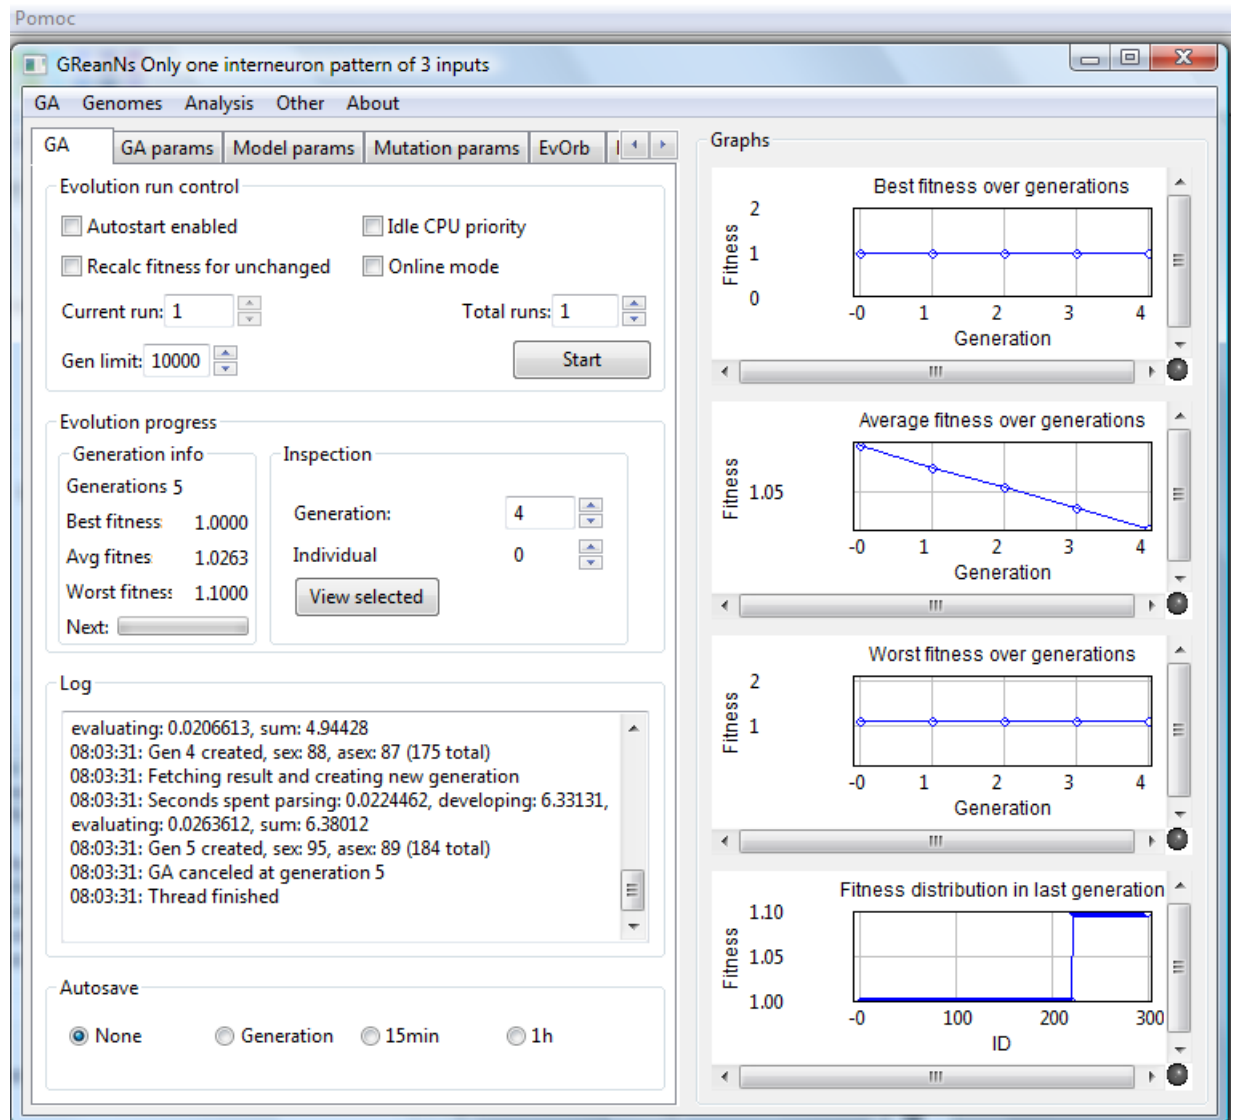 Pomoc
GReanNs Only one interneuron pattern of 3 inputs
GA Genomes Analysis Other About
GA GA params Model params Mutation params EvOrb
Evolution run control
Autostart enabled Idle CPU priority
Recalc fitness for unchanged Online mode
Current run: 1 Total runs: 1
Gen limit: 10000 Start
Evolution progress
Generation info
Generations 5
Best fitness 1.0000
Avg fitnes 1.0263
Worst fitness 1.1000
Next:
Inspection
Generation: 4
Individual 0
View selected
Log
evaluating: 0.0206613, sum: 4.94428
08:03:31: Gen 4 created, sex: 88, asex: 87 (175 total)
08:03:31: Fetching result and creating new generation
08:03:31: Seconds spent parsing: 0.0224462, developing: 6.33131,
evaluating: 0.0263612, sum: 6.38012
08:03:31: Gen 5 created, sex: 95, asex: 89 (184 total)
08:03:31: GA canceled at generation 5
08:03:31: Thread finished
Autosave
None Generation 15min 1h
Graphs
Best fitness over generations
Fitness
2
1
0
-0 1 2 3 4
Generation
Average fitness over generations
Fitness
1.05
-0 1 2 3 4
Generation
Worst fitness over generations
Fitness
2
1
-0 1 2 3 4
Generation
Fitness distribution in last generation
Fitness
1.10
1.05
1.00
-0 100 200 300
ID